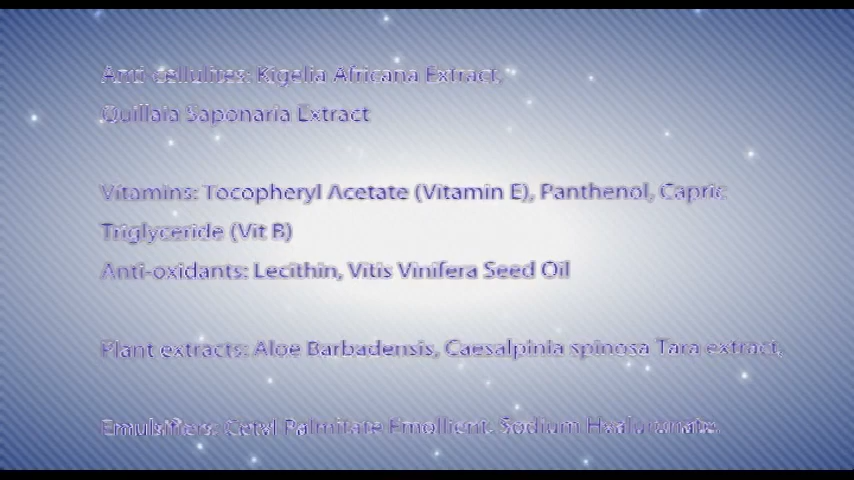 Anti-cellulites: Kigelia Africana Extract,
Quillaia Saponaria Extract
Vitamins: Tocopheryl Acetate (Vitamin E), Panthenol, Capric
Triglyceride (Vit B)
Anti-oxidants: Lecithin, Vitis Vinifera Seed Oil
Plant extracts: Aloe Barbadensis, Caesalpinia spinosa Tara extract,
Emulsifiers: Cetyl Palmitate Emollient, Sodium Hyaluronate,